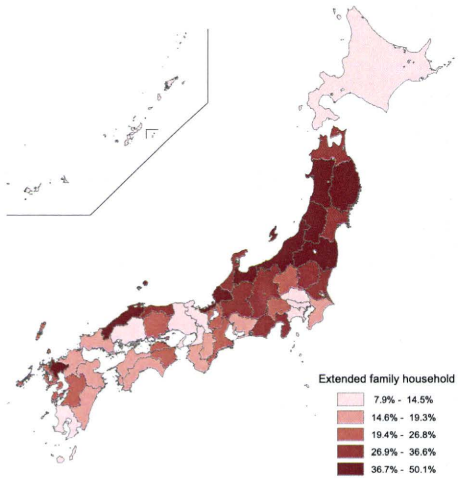 Extended family household
7.9% - 14.5%
14.6% - 19.3%
19.4% - 26.8%
26.9% - 36.6%
36.7% - 50.1%